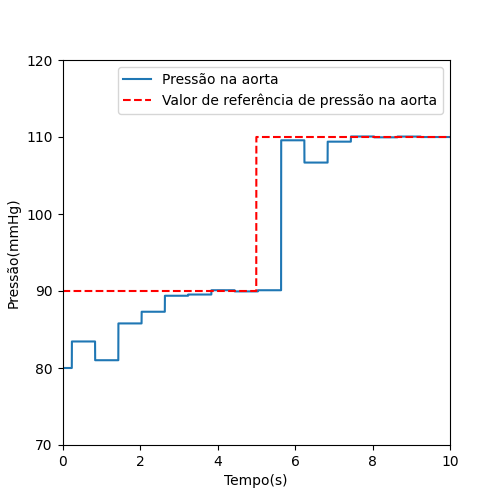 120
110
100
90
80
70
Pressão(mmHg)
Pressão na aorta
Valor de referência de pressão na aorta
0 2 4 6 8 10
Tempo(s)